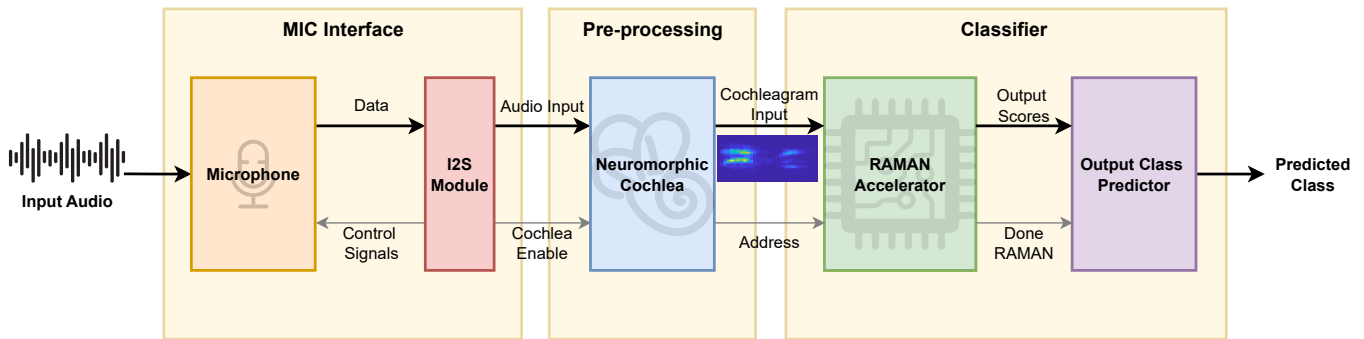 MIC Interface
Pre-processing
Classifier
Input Audio
Microphone
Data
Control
Signals
I2S
Module
Audio Input
Cochlea
Enable
Neuromorphic
Cochlea
Cochleagram
Input
Address
RAMAN
Accelerator
Output
Scores
Done
RAMAN
Output Class
Predictor
Predicted
Class